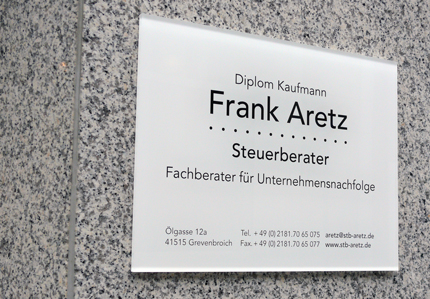 Diplom Kaufmann
Frank Aretz
Steuerberater
Fachberater für Unternehmensnachfolge
Ölgasse 12a Tel. + 49 (0) 2181.70 65 075 aretz@stb-aretz.de
41515 Grevenbroich Fax. + 49 (0) 2181.70 65 077 www.stb-aretz.de